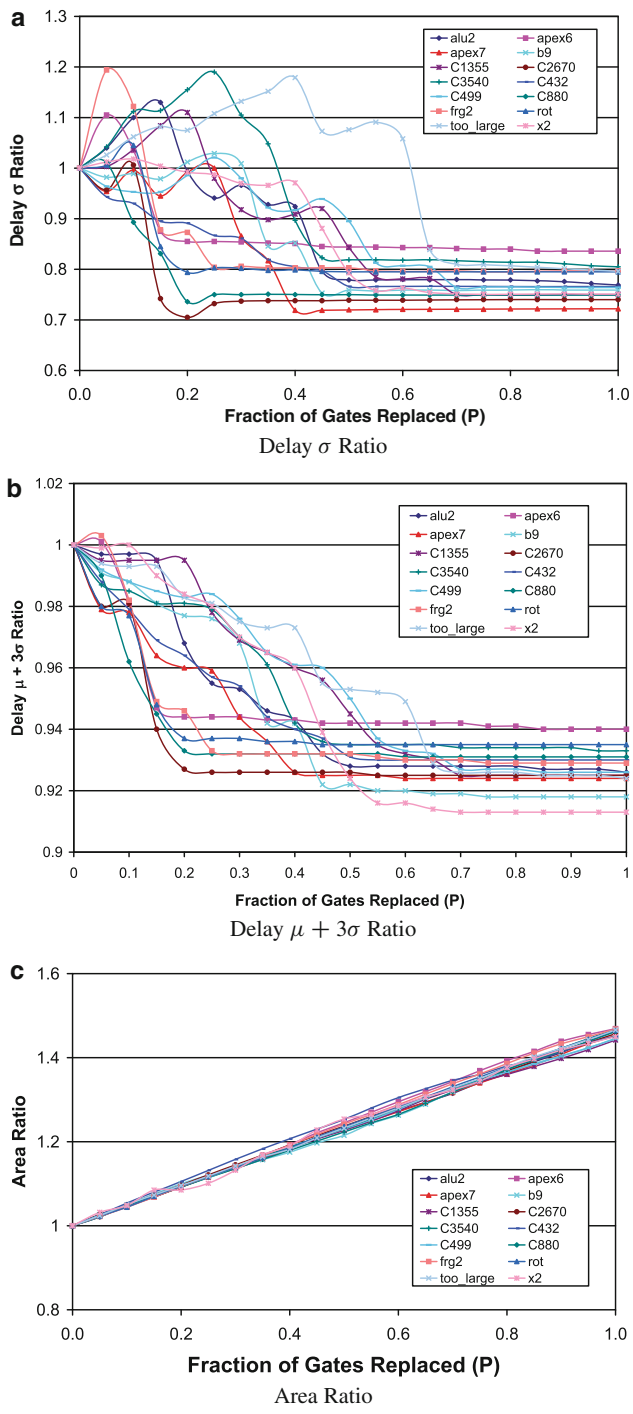 a
1.3
1.2
1.1
1
0.9
0.8
0.7
0.6
Delay σ Ratio
alu2 apex6
apex7 b9
C1355 C2670
C3540 C432
C499 C880
frg2 rot
too_large x2
0.0 0.2 0.4 0.6 0.8 1.0
Fraction of Gates Replaced (P)
Delay σ Ratio
b
1.02
1
0.98
0.96
0.94
0.92
0.9
Delay μ + 3σ Ratio
alu2 apex6
apex7 b9
C1355 C2670
C3540 C432
C499 C880
frg2 rot
too_large x2
0 0.1 0.2 0.3 0.4 0.5 0.6 0.7 0.8 0.9 1
Fraction of Gates Replaced (P)
Delay μ + 3σ Ratio
c
1.6
1.4
1.2
1
0.8
Area Ratio
alu2 apex6
apex7 b9
C1355 C2670
C3540 C432
C499 C880
frg2 rot
too_large x2
0.0 0.2 0.4 0.6 0.8 1.0
Fraction of Gates Replaced (P)
Area Ratio